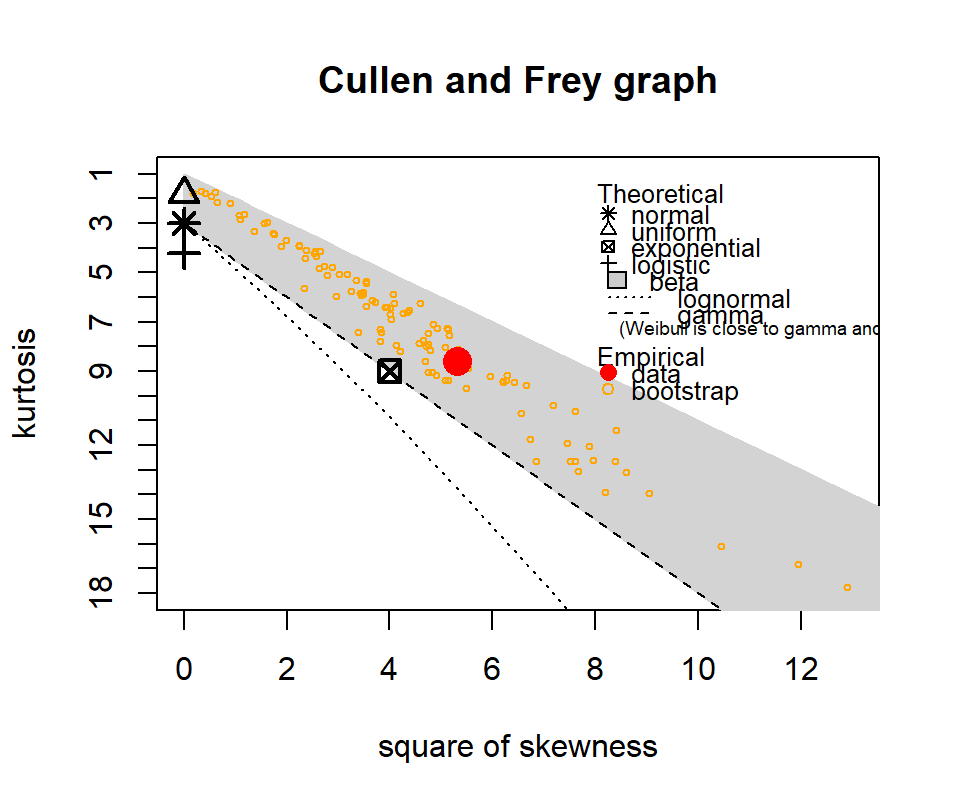 Cullen and Frey graph
kurtosis
1
3
5
7
9
12
15
18
Theoretical
normal
uniform
exponential
logistic
beta
lognormal
gamma
(Weibull is close to gamma and
Empirical
data
bootstrap
0 2 4 6 8 10 12
square of skewness